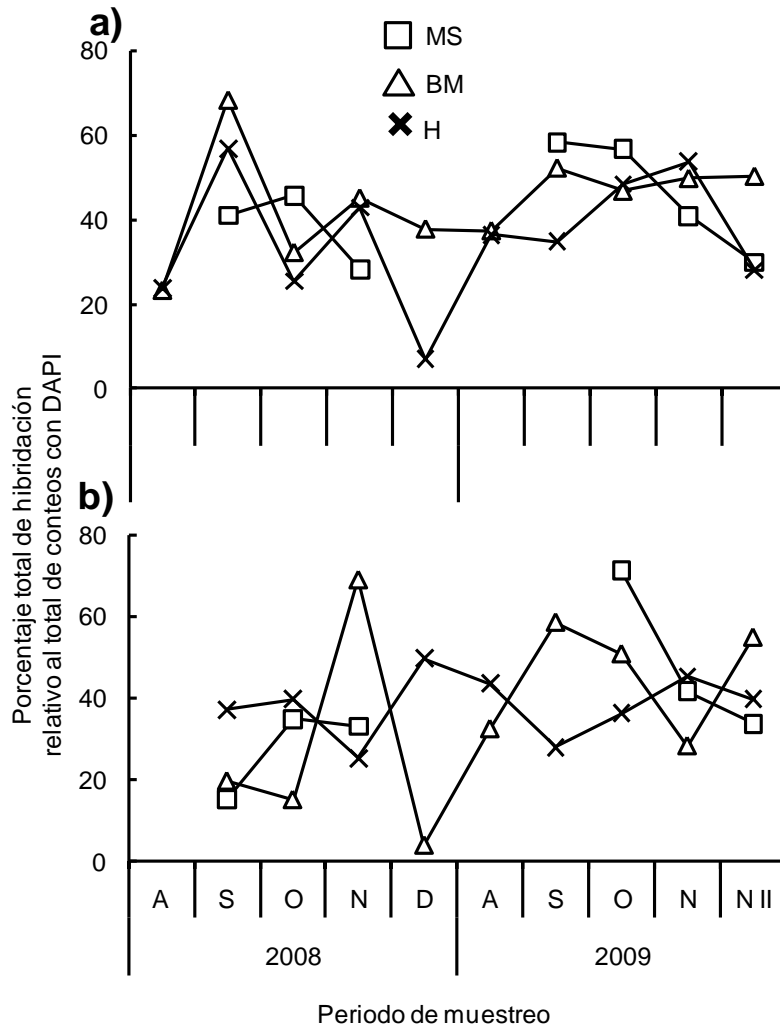 a)
MS
BM
H
80
60
40
20
0
Porcentaje total de hibridación
relativo al total de conteos con DAPI
b)
80
60
40
20
0
A S O N D A S O N N II
2008 2009
Periodo de muestreo